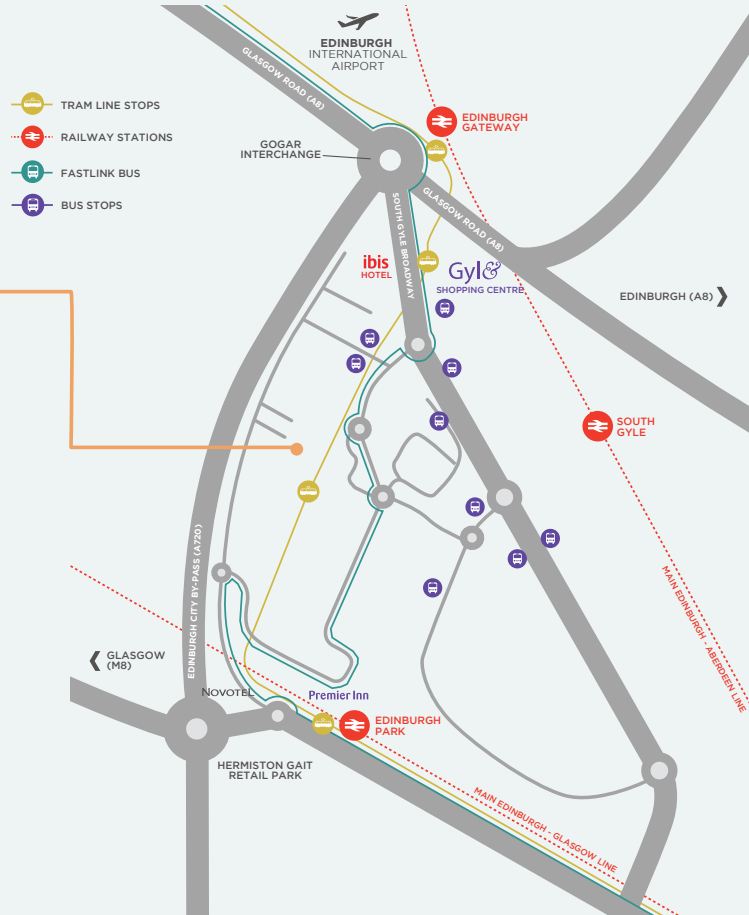 EDINBURGH
INTERNATIONAL
AIRPORT
GLASGOW ROAD (A8)
TRAM LINE STOPS
RAILWAY STATIONS
FASTLINK BUS
BUS STOPS
EDINBURGH
GATEWAY
GOGAR
INTERCHANGE
SOUTH GYLE BROADWAY
GLASGOW ROAD (A8)
ibis
HOTEL
Gyle
SHOPPING CENTRE
EDINBURGH (A8)
SOUTH
GYLE
EDINBURGH CITY BY-PASS (A720)
MAIN EDINBURGH - ABERDEEN LINE
GLASGOW
(M8)
NOVOTEL
Premier Inn
EDINBURGH
PARK
HERMISTON GAIT
RETAIL PARK
MAIN EDINBURGH - GLASGOW LINE